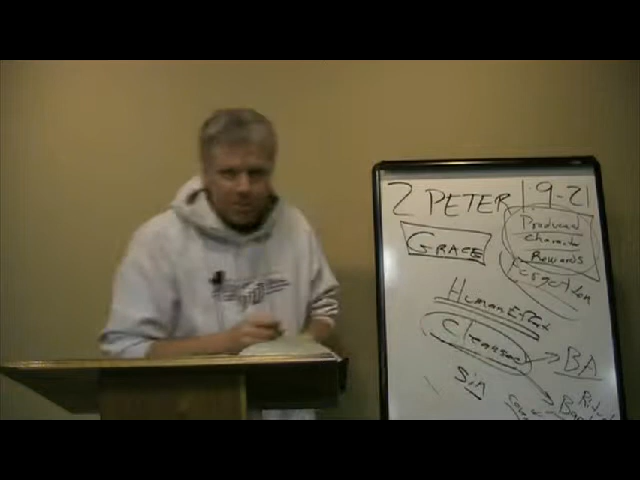 2 PETER 1 9-21
Produced
Character
Rewards
GRACE
Forgotten
Human Effort
Cleansed
BA
Sin